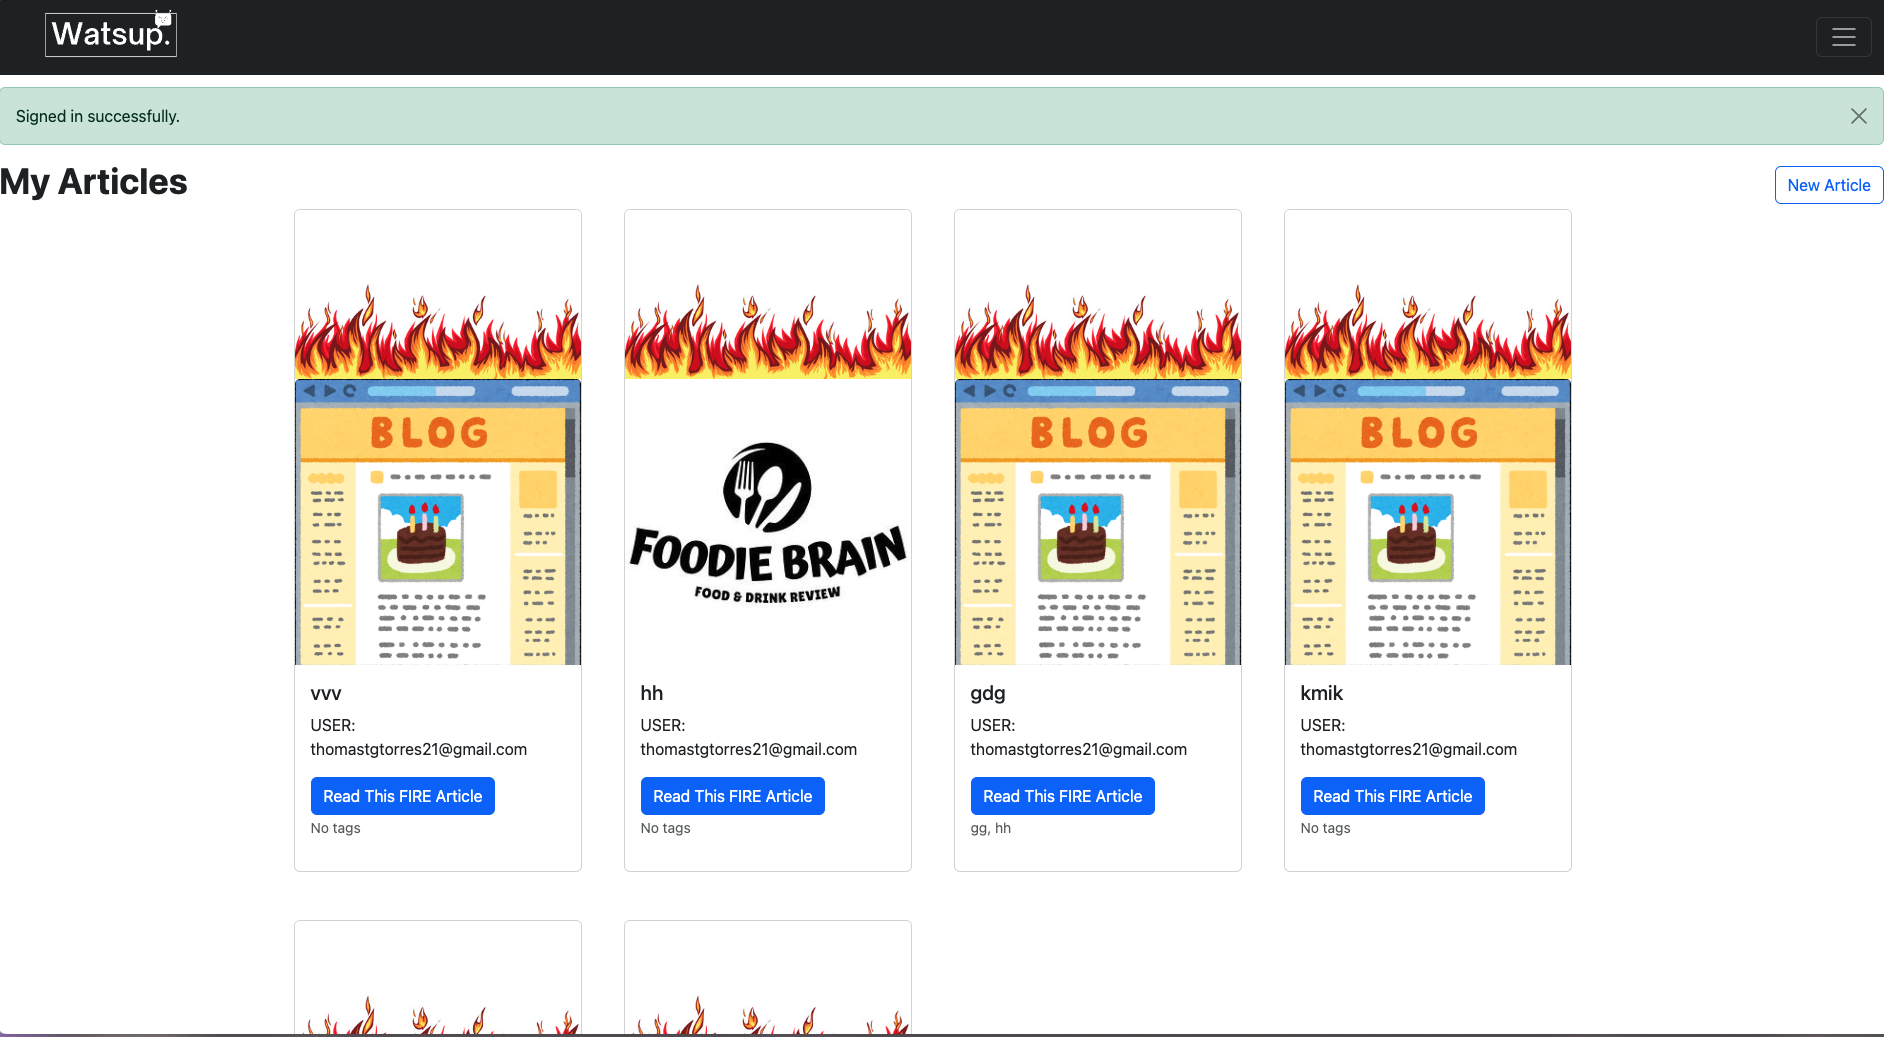 Watsup.
Signed in successfully.
My Articles
New Article
BLOG
FOODIE BRAIN
FOOD & DRINK REVIEW
BLOG
BLOG
vvv
USER:
thomastgtorres21@gmail.com
Read This FIRE Article
No tags
hh
USER:
thomastgtorres21@gmail.com
Read This FIRE Article
No tags
gdg
USER:
thomastgtorres21@gmail.com
Read This FIRE Article
gg, hh
kmik
USER:
thomastgtorres21@gmail.com
Read This FIRE Article
No tags